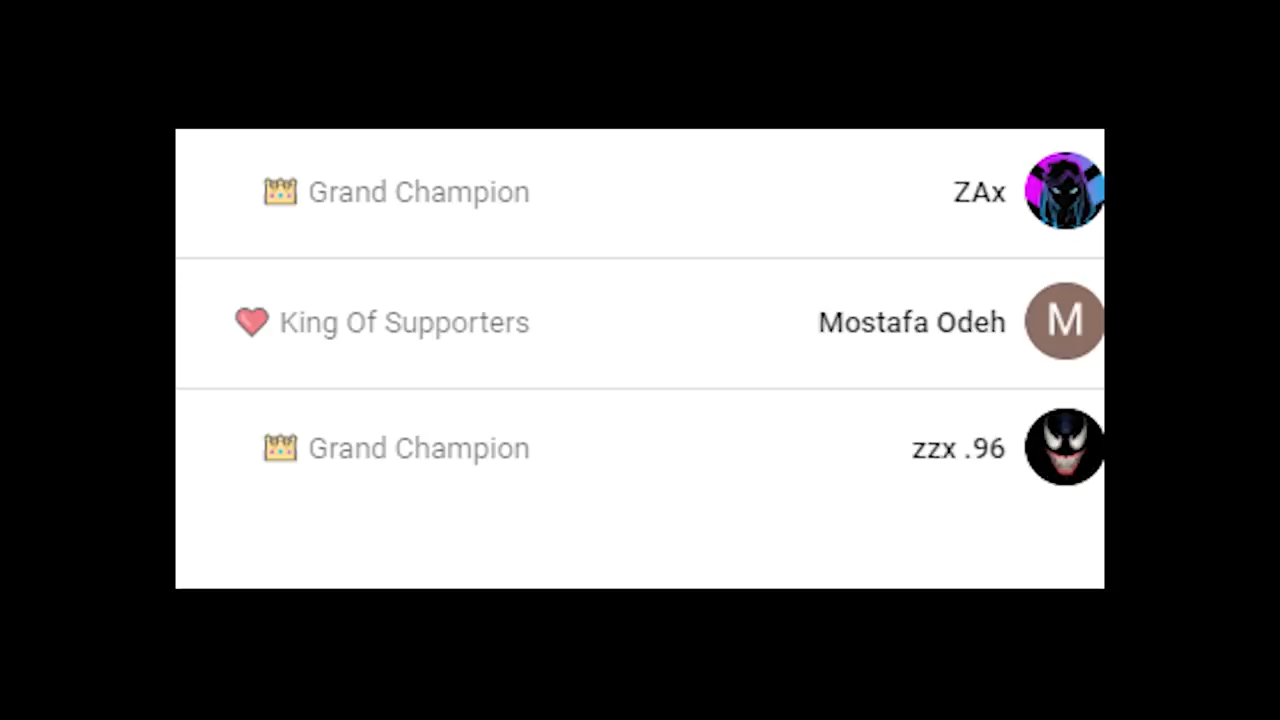 👑 Grand Champion ZAx
❤️ King Of Supporters Mostafa Odeh
M
👑 Grand Champion zzx .96